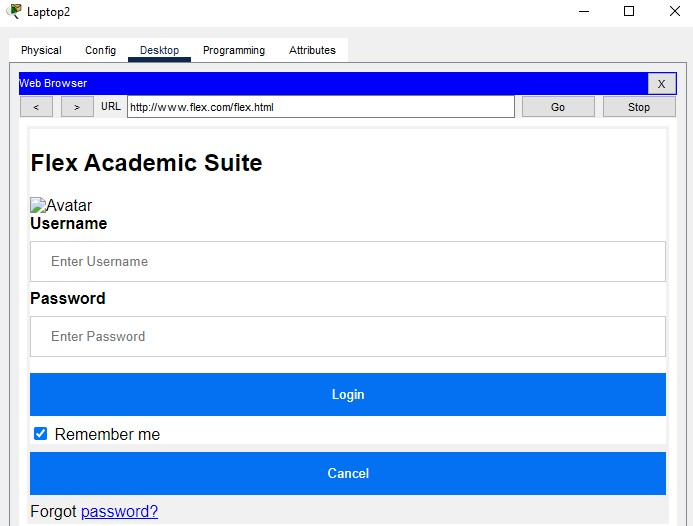 Laptop2
Physical Config Desktop Programming Attributes
Web Browser X
< > URL http://www.flex.com/flex.html Go Stop
Flex Academic Suite
Avatar
Username
Enter Username
Password
Enter Password
Login
Remember me
Cancel
Forgot password?